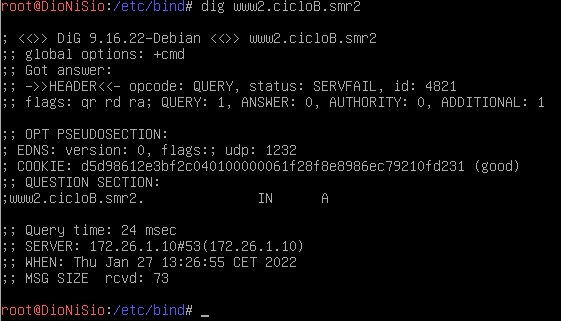 root@DioNiSio:/etc/bind# dig www2.cicloB.smr2
; <<>> DiG 9.16.22-Debian <<>> www2.cicloB.smr2
;; global options: +cmd
;; Got answer:
;; ->>HEADER<<- opcode: QUERY, status: SERVFAIL, id: 4821
;; flags: qr rd ra; QUERY: 1, ANSWER: 0, AUTHORITY: 0, ADDITIONAL: 1
;; OPT PSEUDOSECTION:
; EDNS: version: 0, flags:; udp: 1232
; COOKIE: d5d98612e3bf2c040100000061f28f8e8986ec79210fd231 (good)
;; QUESTION SECTION:
;www2.cicloB.smr2. IN A
;; Query time: 24 msec
;; SERVER: 172.26.1.10#53(172.26.1.10)
;; WHEN: Thu Jan 27 13:26:55 CET 2022
;; MSG SIZE rcvd: 73
root@DioNiSio:/etc/bind# _